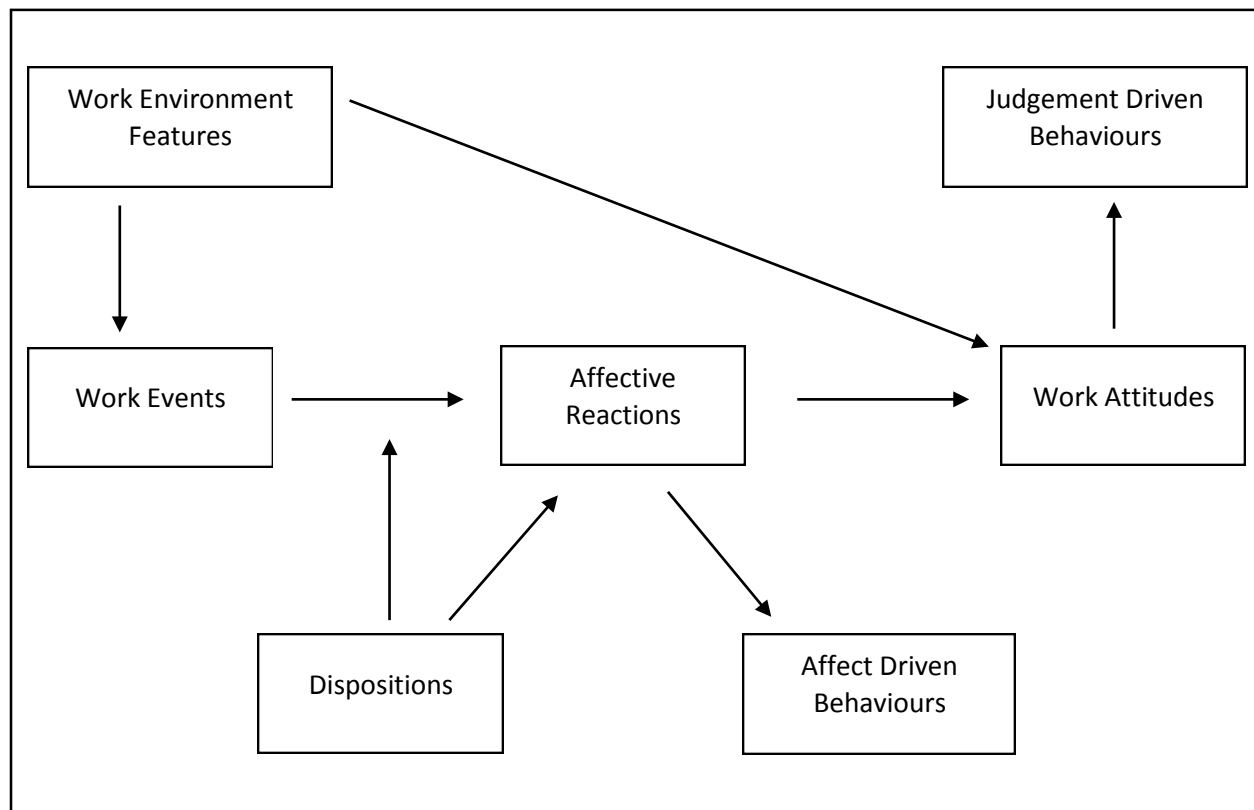 Work Environment
Features
Judgement Driven
Behaviours
Work Events
Affective
Reactions
Work Attitudes
Dispositions
Affect Driven
Behaviours